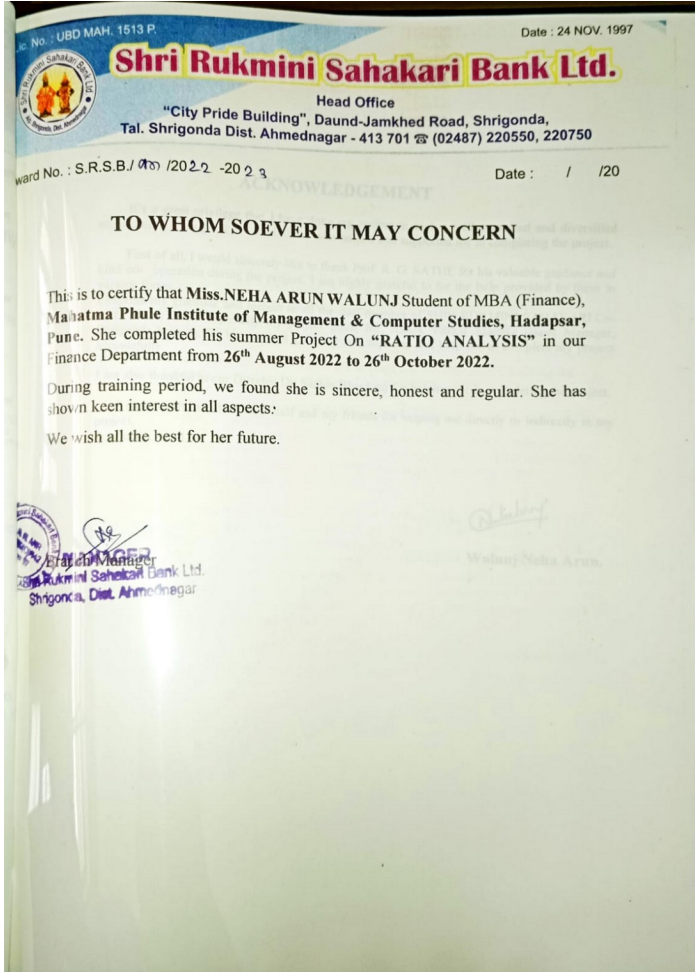 Lic. No. : UBD MAH. 1513 P.
Date : 24 NOV. 1997
Shri Rukmini Sahakari Bank Ltd.
Head Office
"City Pride Building", Daund-Jamkhed Road, Shrigonda,
Tal. Shrigonda Dist. Ahmednagar - 413 701 ☎ (02487) 220550, 220750
ward No. : S.R.S.B./ /2022 -2023
Date : / /20
ACKNOWLEDGEMENT
TO WHOM SOEVER IT MAY CONCERN
This is to certify that Miss.NEHA ARUN WALUNJ Student of MBA (Finance),
Mahatma Phule Institute of Management & Computer Studies, Hadapsar,
Pune. She completed his summer Project On “RATIO ANALYSIS” in our
Finance Department from 26th August 2022 to 26th October 2022.
During training period, we found she is sincere, honest and regular. She has
shown keen interest in all aspects.
We wish all the best for her future.
Walunj Neha Arun.
MANAGER
Branch Manager
Shri Rukmini Sahakari Bank Ltd.
Shrigonda, Dist. Ahmednagar